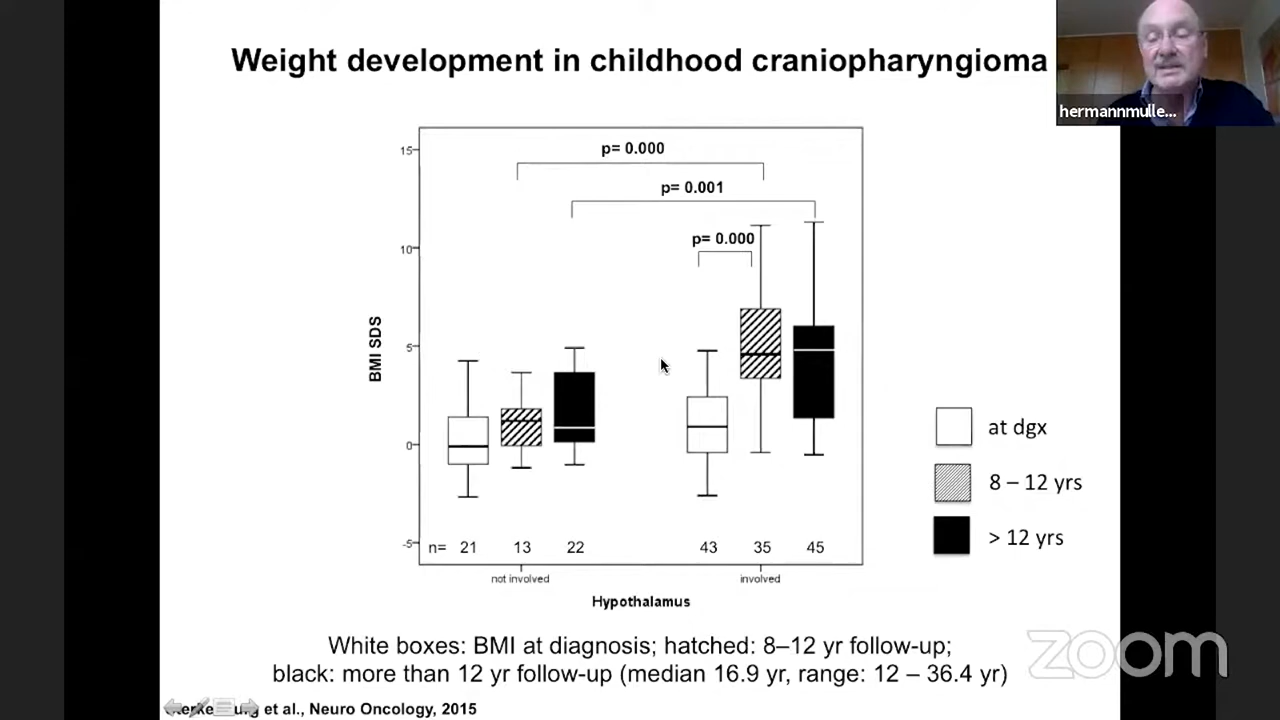 Weight development in childhood craniopharyngioma
hermannmulle...
15
p= 0.000
p= 0.001
10
p= 0.000
BMI SDS
5
0
-5
n= 21 13 22 43 35 45
not involved involved
Hypothalamus
at dgx
8 – 12 yrs
> 12 yrs
White boxes: BMI at diagnosis; hatched: 8–12 yr follow-up;
black: more than 12 yr follow-up (median 16.9 yr, range: 12 – 36.4 yr)
zoom
et al., Neuro Oncology, 2015